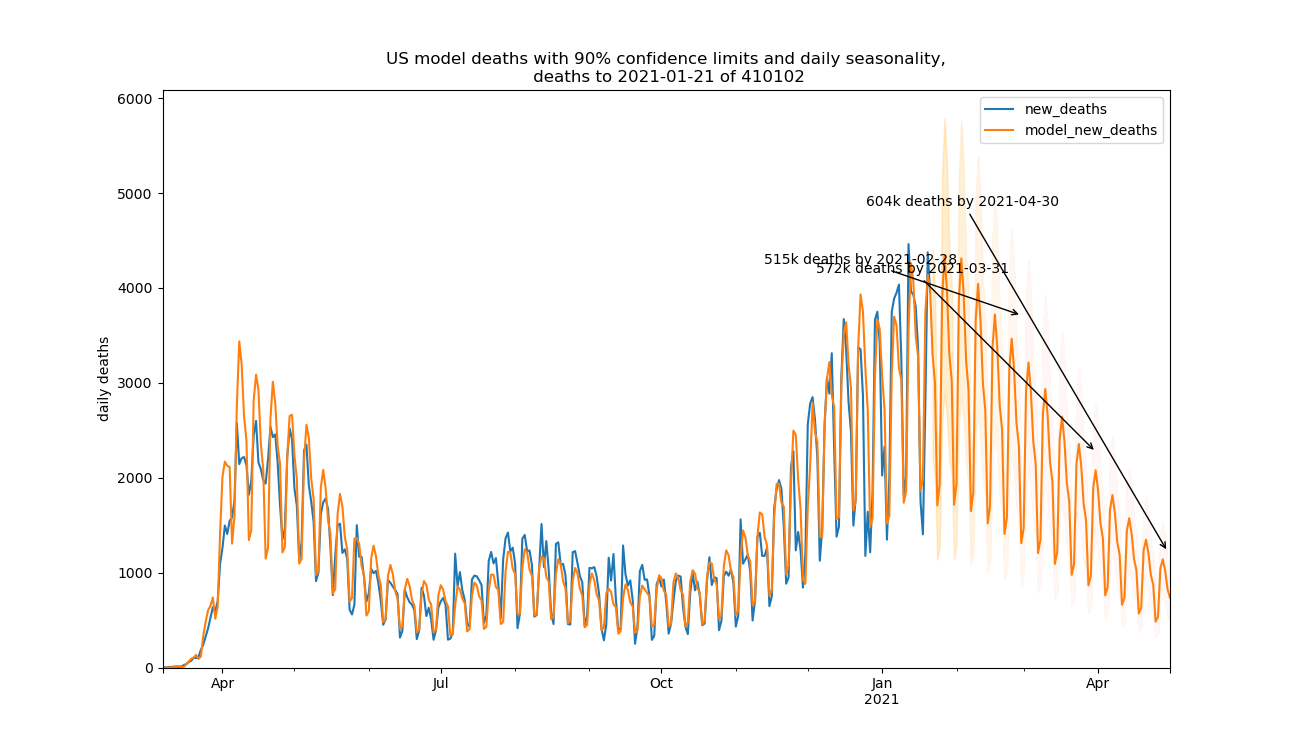 US model deaths with 90% confidence limits and daily seasonality,
deaths to 2021-01-21 of 410102
new_deaths
model_new_deaths
604k deaths by 2021-04-30
515k deaths by 2021-02-28
572k deaths by 2021-03-31
daily deaths
6000
5000
4000
3000
2000
1000
0
Apr
Jul
Oct
Jan
2021
Apr